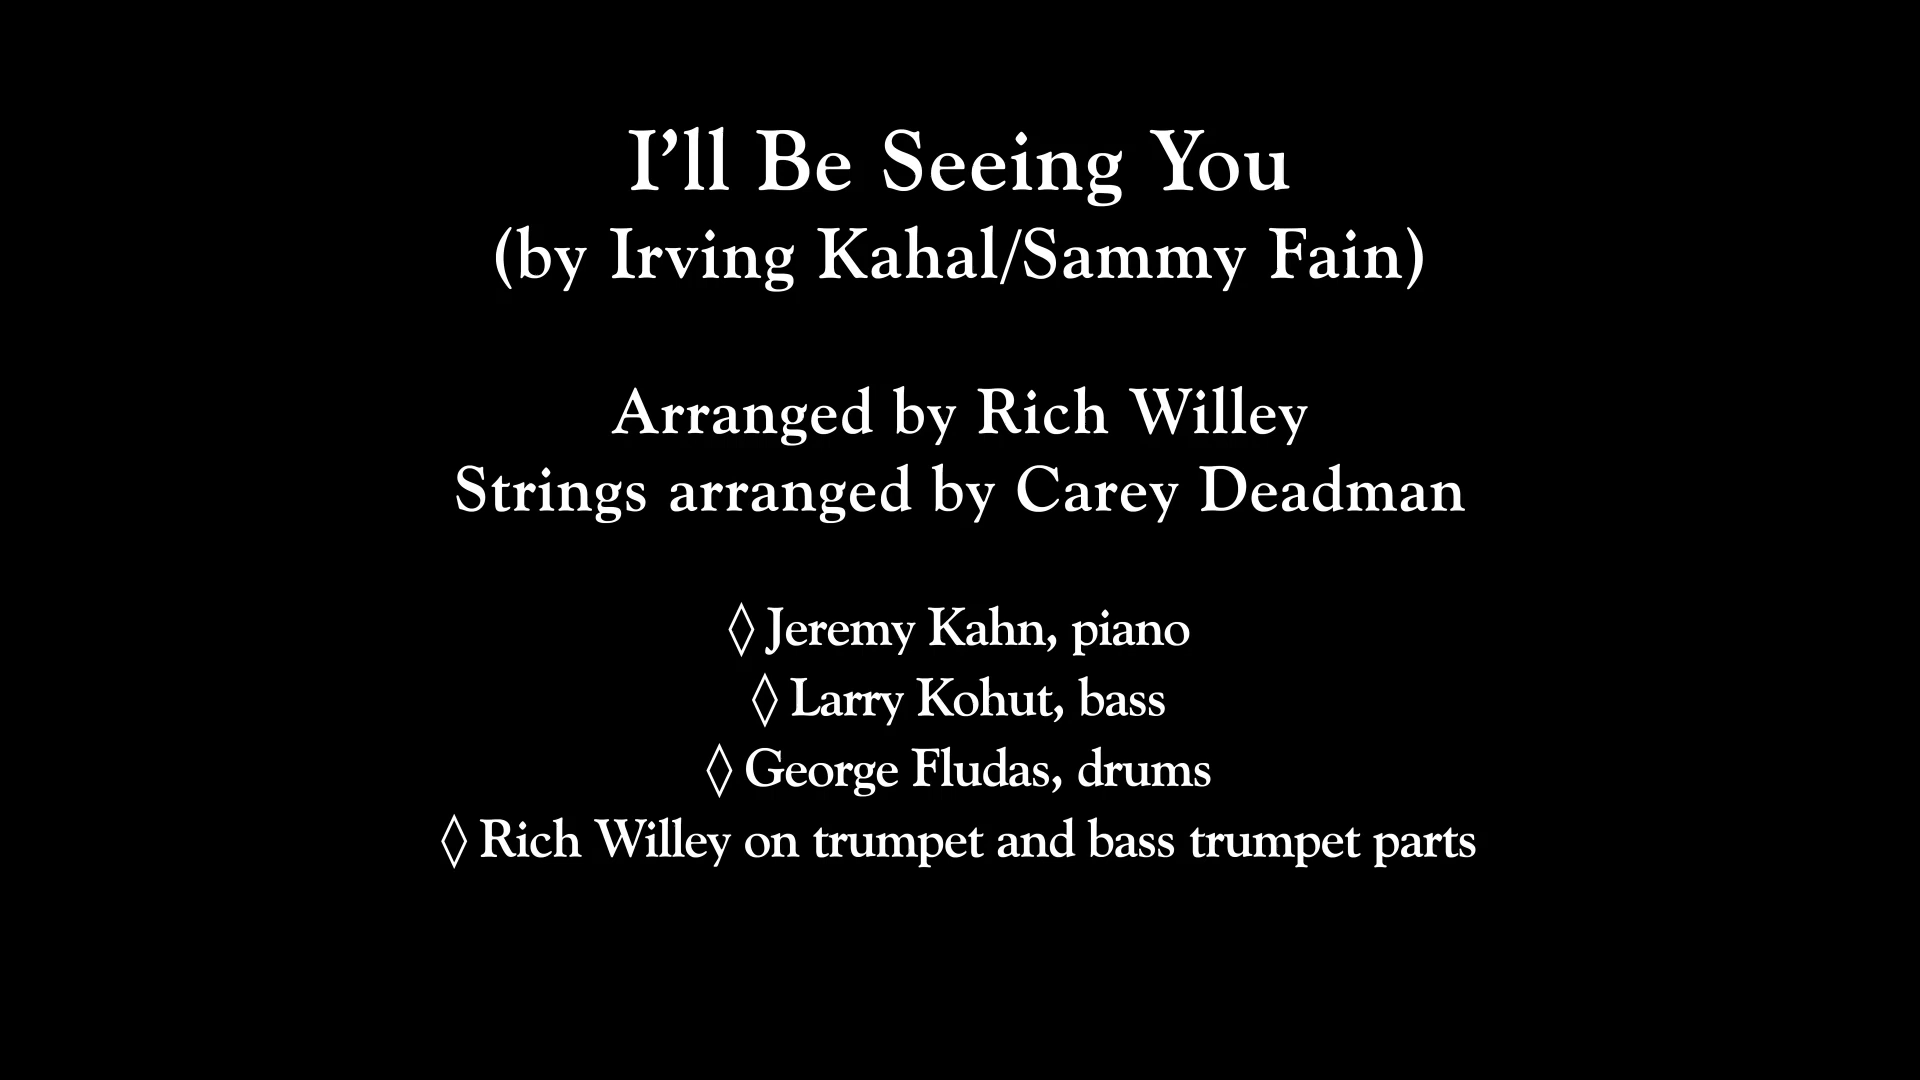 I’ll Be Seeing You
(by Irving Kahal/Sammy Fain)
Arranged by Rich Willey
Strings arranged by Carey Deadman
◊ Jeremy Kahn, piano
◊ Larry Kohut, bass
◊ George Fludas, drums
◊ Rich Willey on trumpet and bass trumpet parts